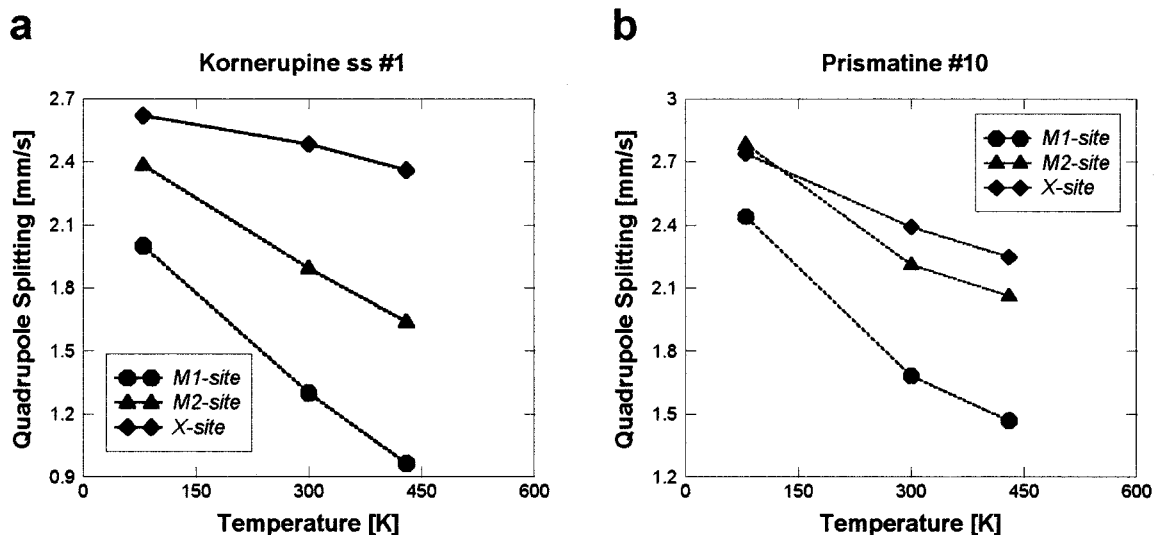 a
Kornerupine ss #1
Quadrupole Splitting [mm/s]
2.7
2.4
2.1
1.8
1.5
1.2
0.9
M1-site
M2-site
X-site
0 150 300 450 600
Temperature [K]
b
Prismatine #10
Quadrupole Splitting [mm/s]
3
2.7
2.4
2.1
1.8
1.5
1.2
M1-site
M2-site
X-site
0 150 300 450 600
Temperature [K]